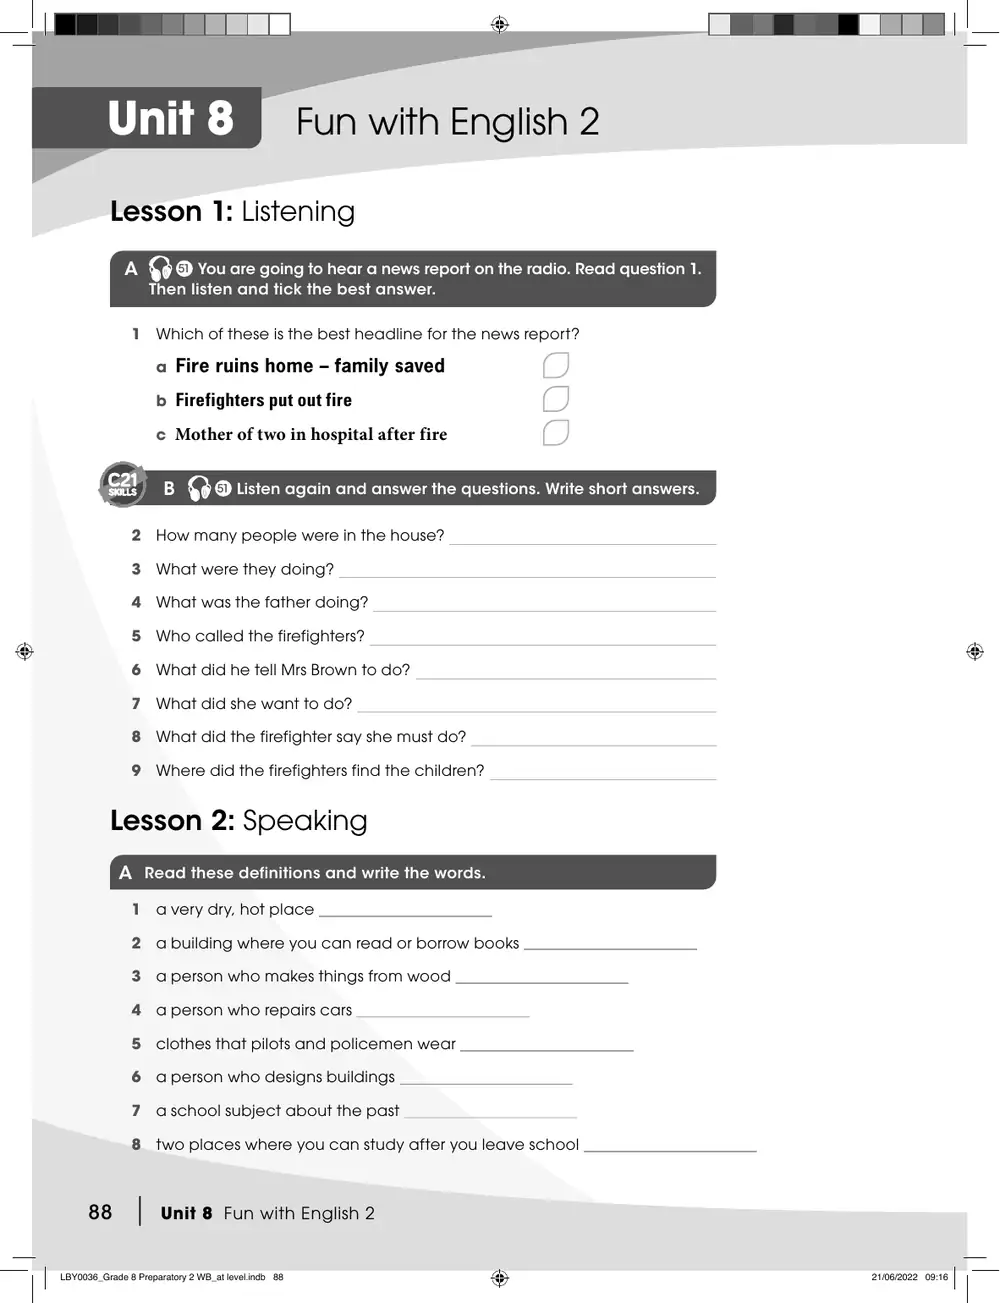 Unit 8 Fun with English 2
Lesson 1: Listening
A 51 You are going to hear a news report on the radio. Read question 1.
Then listen and tick the best answer.
1 Which of these is the best headline for the news report?
a Fire ruins home – family saved
b Firefighters put out fire
c Mother of two in hospital after fire
C21
SKILLS
B 51 Listen again and answer the questions. Write short answers.
2 How many people were in the house?
3 What were they doing?
4 What was the father doing?
5 Who called the firefighters?
6 What did he tell Mrs Brown to do?
7 What did she want to do?
8 What did the firefighter say she must do?
9 Where did the firefighters find the children?
Lesson 2: Speaking
A Read these definitions and write the words.
1 a very dry, hot place
2 a building where you can read or borrow books
3 a person who makes things from wood
4 a person who repairs cars
5 clothes that pilots and policemen wear
6 a person who designs buildings
7 a school subject about the past
8 two places where you can study after you leave school
88 Unit 8 Fun with English 2
LBY0036_Grade 8 Preparatory 2 WB_at level.indb 88 21/06/2022 09:16